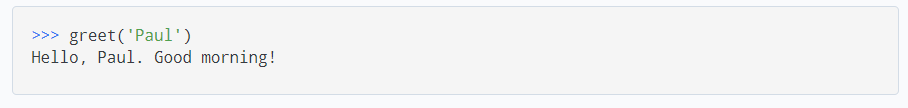 >>> greet('Paul')
Hello, Paul. Good morning!